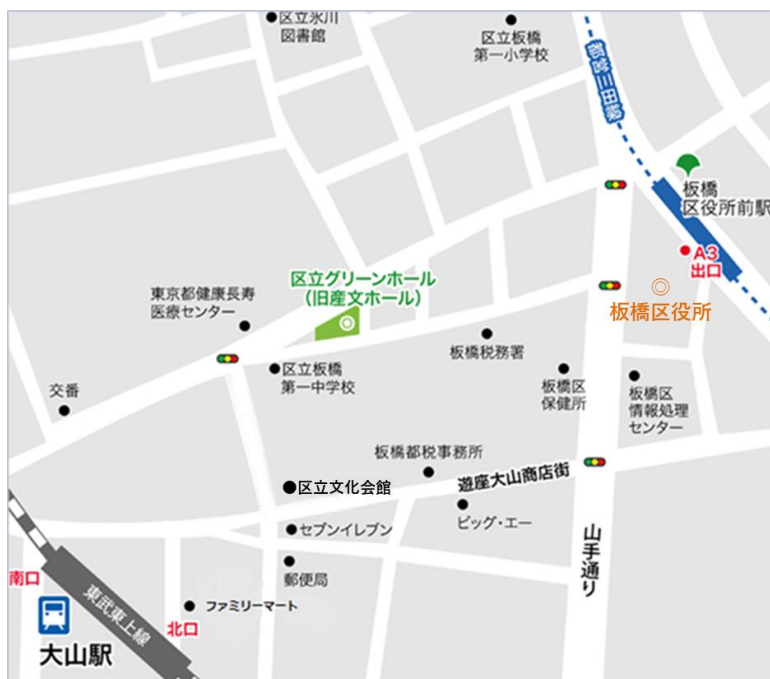 区立氷川
図書館
区立板橋
第一小学校
都営三田線
板橋
区役所前駅
A3
出口
板橋区役所
区立グリーンホール
(旧産文ホール)
東京都健康長寿
医療センター
板橋税務署
区立板橋
第一中学校
板橋区
保健所
板橋区
情報処理
センター
交番
板橋都税事務所
遊座大山商店街
区立文化会館
ビッグ・エー
セブンイレブン
山手通り
郵便局
南口
東武東上線
ファミリーマート
北口
大山駅